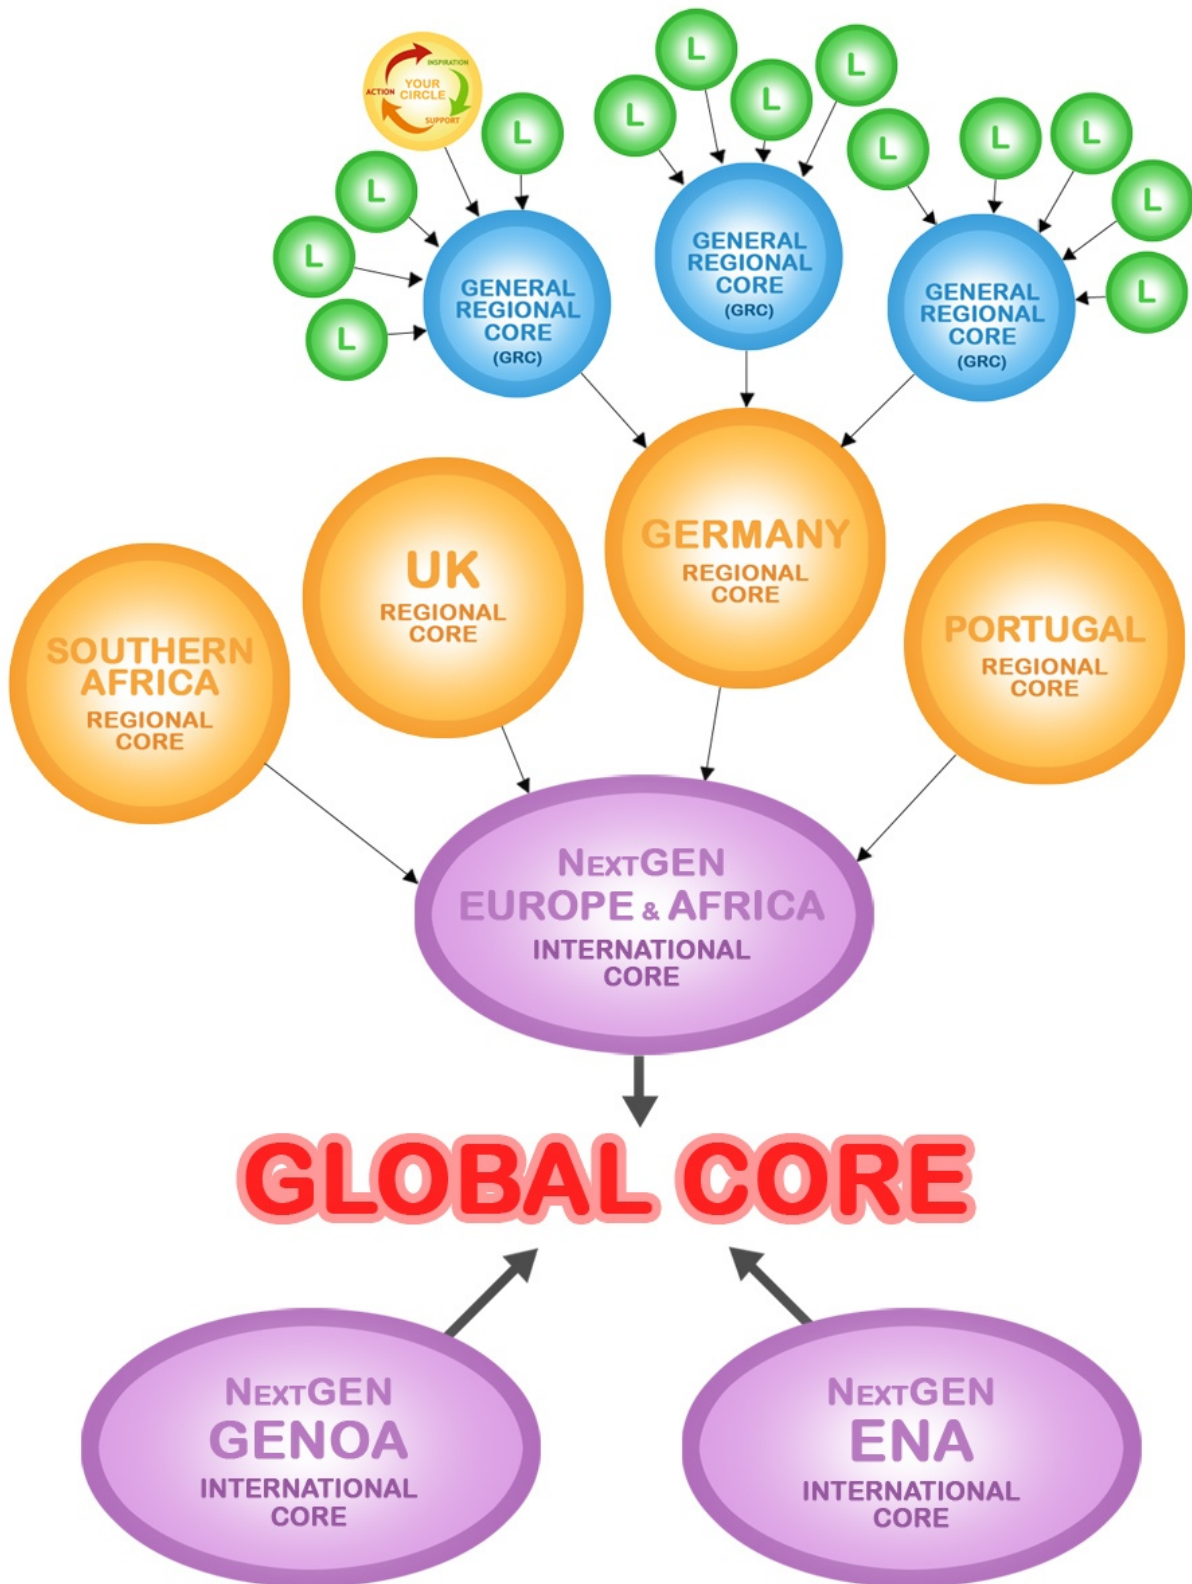 L
L
L
L
INSPIRATION
YOUR
CIRCLE
ACTION
SUPPORT
L
L
L
L
L
L
L
L
L
GENERAL
REGIONAL
CORE
(GRC)
GENERAL
REGIONAL
CORE
(GRC)
GENERAL
REGIONAL
CORE
(GRC)
GERMANY
REGIONAL
CORE
UK
REGIONAL
CORE
SOUTHERN
AFRICA
REGIONAL
CORE
PORTUGAL
REGIONAL
CORE
NEXTGEN
EUROPE & AFRICA
INTERNATIONAL
CORE
GLOBAL CORE
NEXTGEN
GENOA
INTERNATIONAL
CORE
NEXTGEN
ENA
INTERNATIONAL
CORE